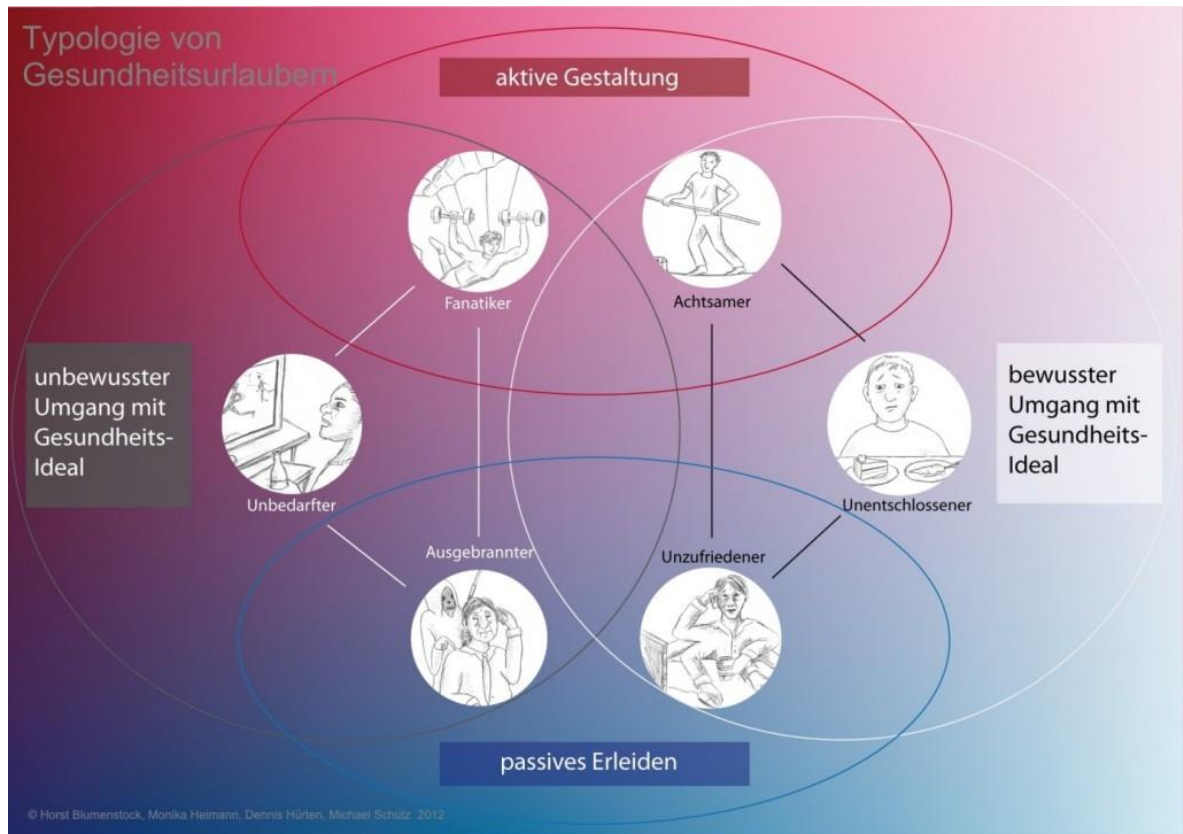 Typologie von
Gesundheitsurlaubern
aktive Gestaltung
Fanatiker
Achtsamer
unbewusster
Umgang mit
Gesundheits-
Ideal
bewusster
Umgang mit
Gesundheits-
Ideal
Unbedarfter
Unentschlossener
Ausgebrannter
Unzufriedener
passives Erleiden
© Horst Blumenstock, Monika Heimann, Dennis Hürten, Michael Schütz 2012